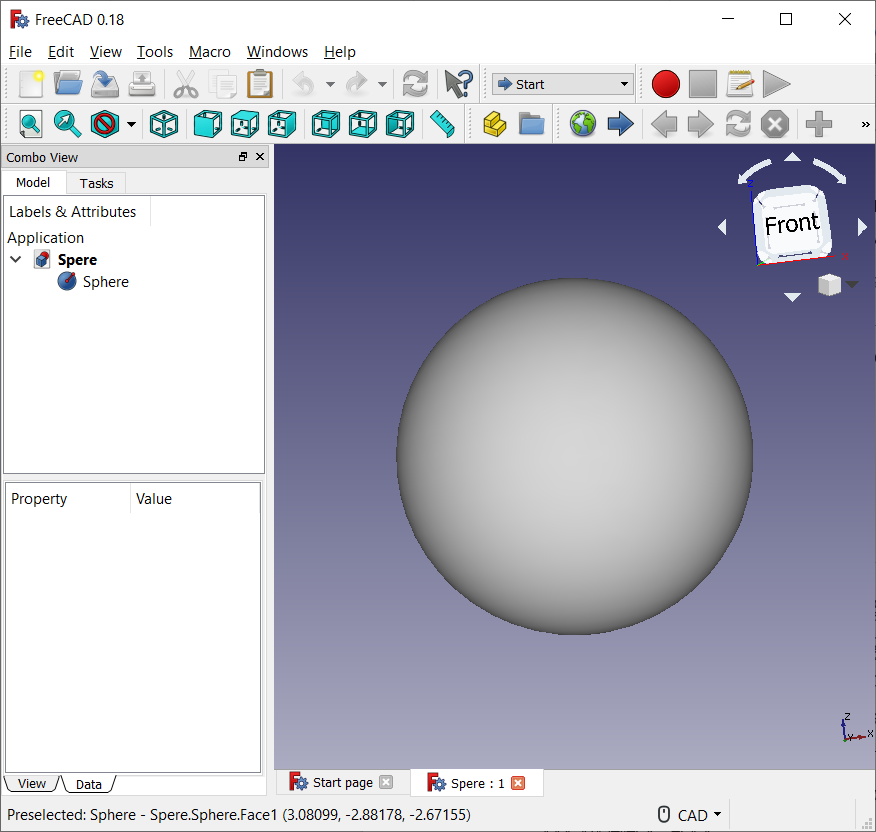 FreeCAD 0.18
File Edit View Tools Macro Windows Help
Start
Combo View
Model Tasks
Labels & Attributes
Application
Spere
Sphere
Property Value
View Data
Z
Front
Z
Y X
Start page Spere : 1
Preselected: Sphere - Spere.Sphere.Face1 (3.08099, -2.88178, -2.67155) CAD